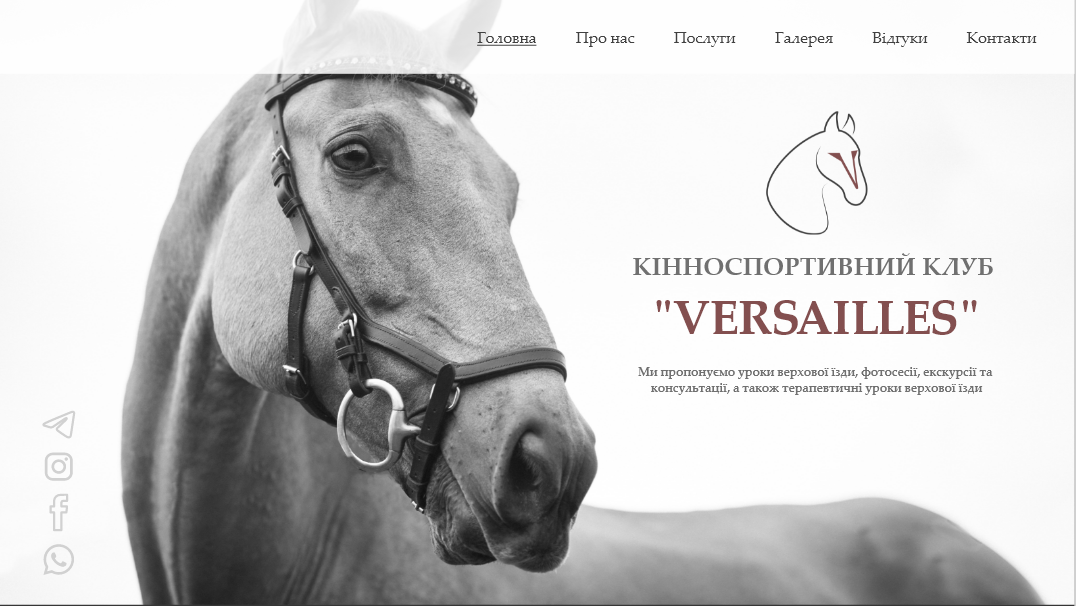 Головна Про нас Послуги Галерея Відгуки Контакти
КІННОСПОРТИВНИЙ КЛУБ
"VERSAILLES"
Ми пропонуємо уроки верхової їзди, фотосесії, екскурсії та
консультації, а також терапевтичні уроки верхової їзди